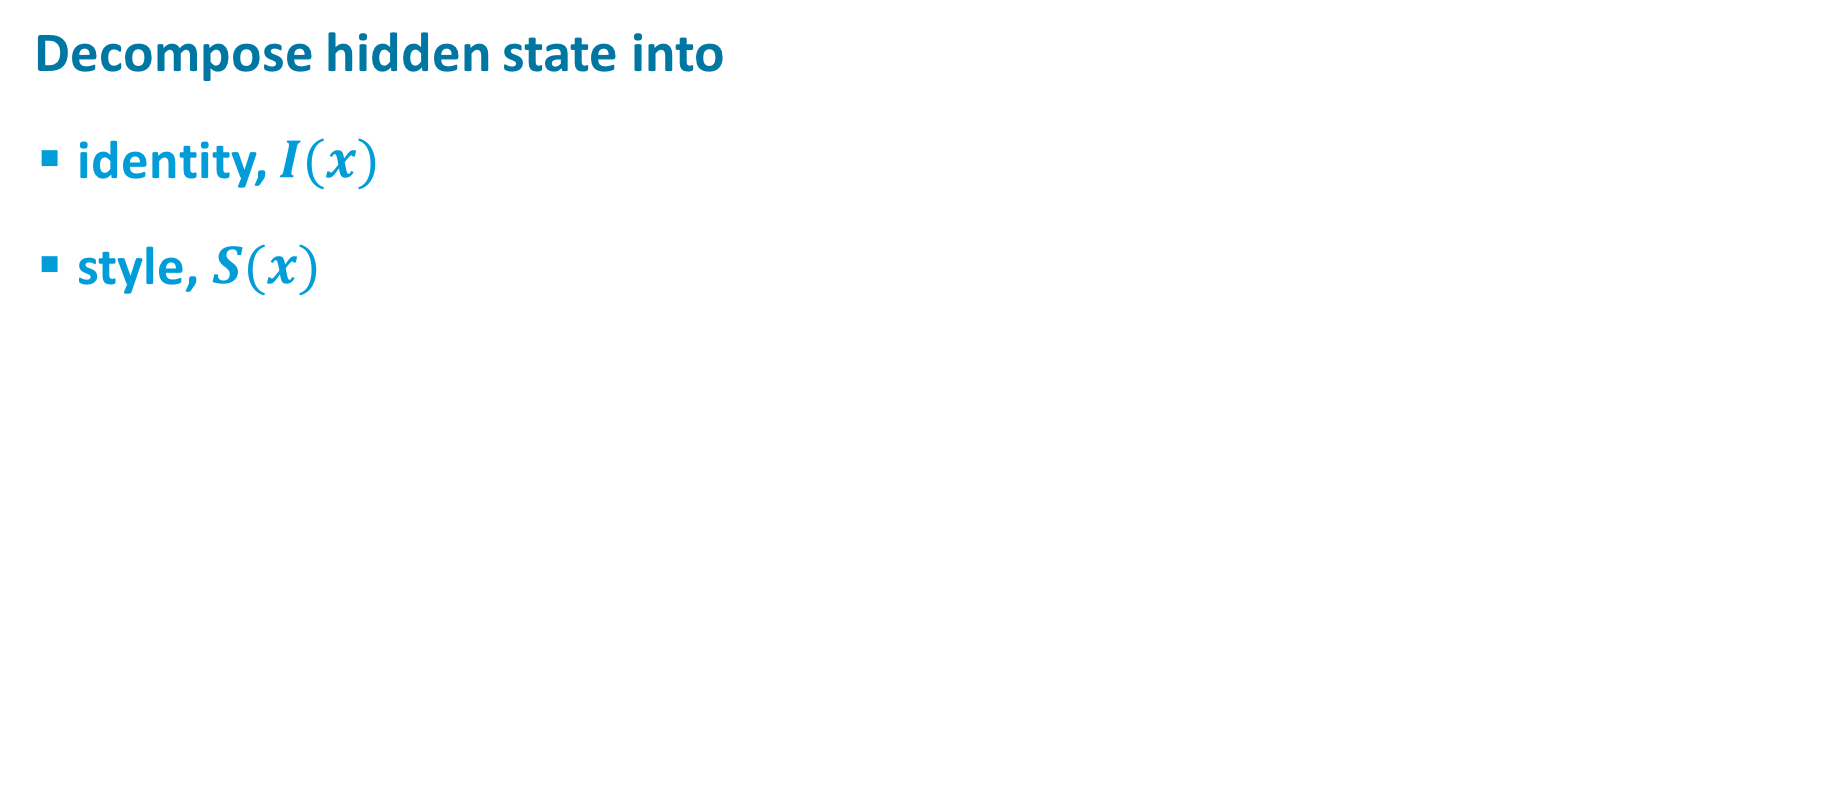 Decompose hidden state into
▪ identity, I(x)
▪ style, S(x)